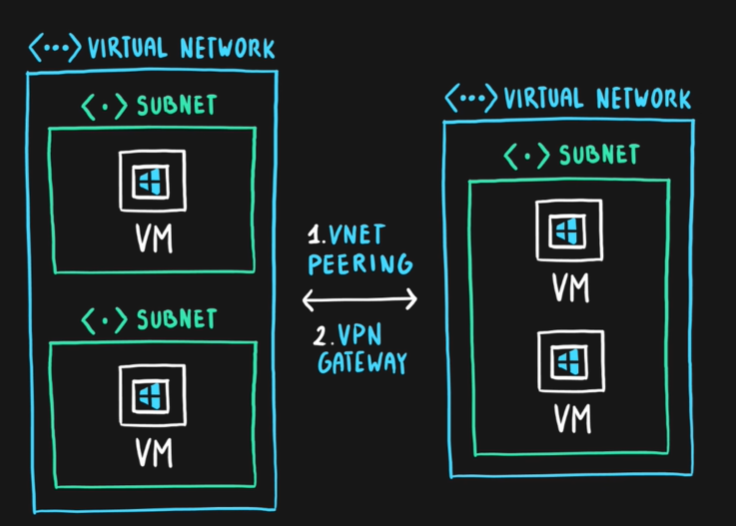 <···> VIRTUAL NETWORK
<·> SUBNET
VM
<·> SUBNET
VM
1.VNET
PEERING
2.VPN
GATEWAY
<···> VIRTUAL NETWORK
<·> SUBNET
VM
VM